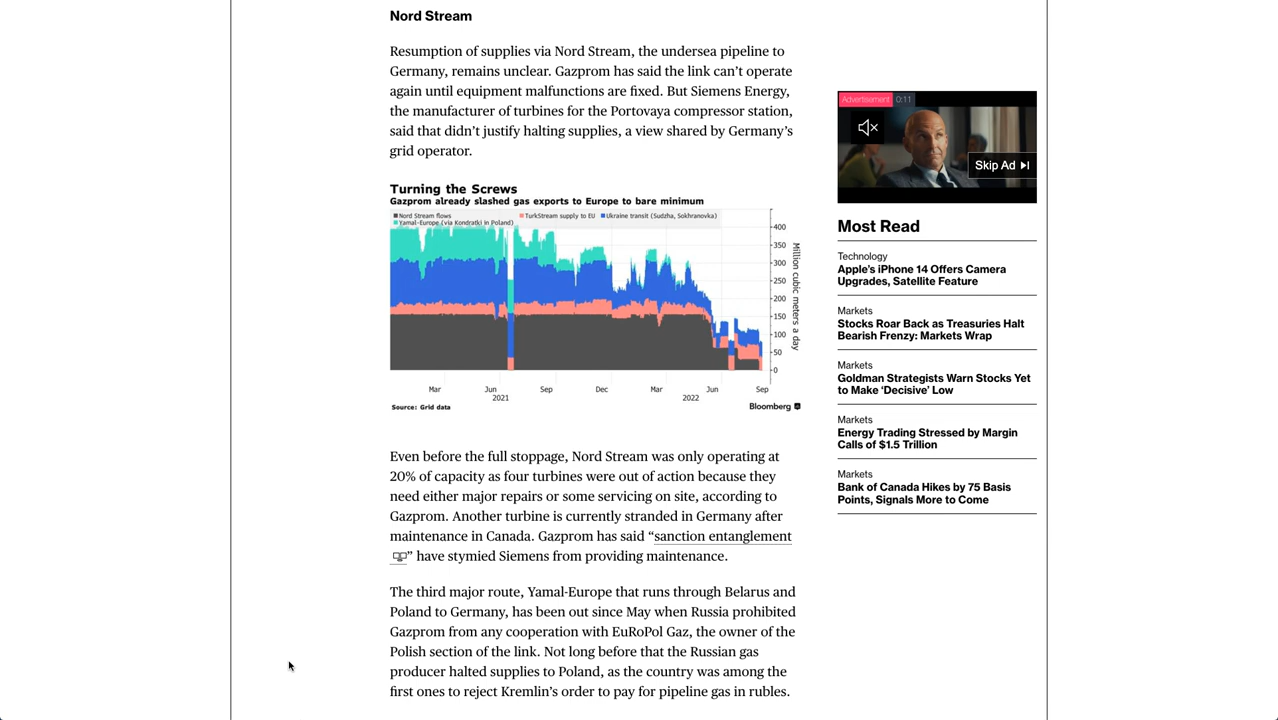 Nord Stream
Resumption of supplies via Nord Stream, the undersea pipeline to
Germany, remains unclear. Gazprom has said the link can’t operate
again until equipment malfunctions are fixed. But Siemens Energy,
the manufacturer of turbines for the Portovaya compressor station,
said that didn’t justify halting supplies, a view shared by Germany’s
grid operator.
Turning the Screws
Gazprom already slashed gas exports to Europe to bare minimum
Nord Stream flows TurkStream supply to EU Ukraine transit (Sudzha, Sokhranovka)
Yamal-Europe (via Kondratki in Poland)
400
350
300
250
200
150
100
50
0
Million cubic meters a day
Mar Jun Sep Dec Mar Jun Sep
2021 2022
Source: Grid data Bloomberg
Even before the full stoppage, Nord Stream was only operating at
20% of capacity as four turbines were out of action because they
need either major repairs or some servicing on site, according to
Gazprom. Another turbine is currently stranded in Germany after
maintenance in Canada. Gazprom has said “sanction entanglement
” have stymied Siemens from providing maintenance.
The third major route, Yamal-Europe that runs through Belarus and
Poland to Germany, has been out since May when Russia prohibited
Gazprom from any cooperation with EuRoPol Gaz, the owner of the
Polish section of the link. Not long before that the Russian gas
producer halted supplies to Poland, as the country was among the
first ones to reject Kremlin’s order to pay for pipeline gas in rubles.
Advertisement 0:11
Skip Ad
Most Read
Technology
Apple’s iPhone 14 Offers Camera
Upgrades, Satellite Feature
Markets
Stocks Roar Back as Treasuries Halt
Bearish Frenzy: Markets Wrap
Markets
Goldman Strategists Warn Stocks Yet
to Make ‘Decisive’ Low
Markets
Energy Trading Stressed by Margin
Calls of $1.5 Trillion
Markets
Bank of Canada Hikes by 75 Basis
Points, Signals More to Come